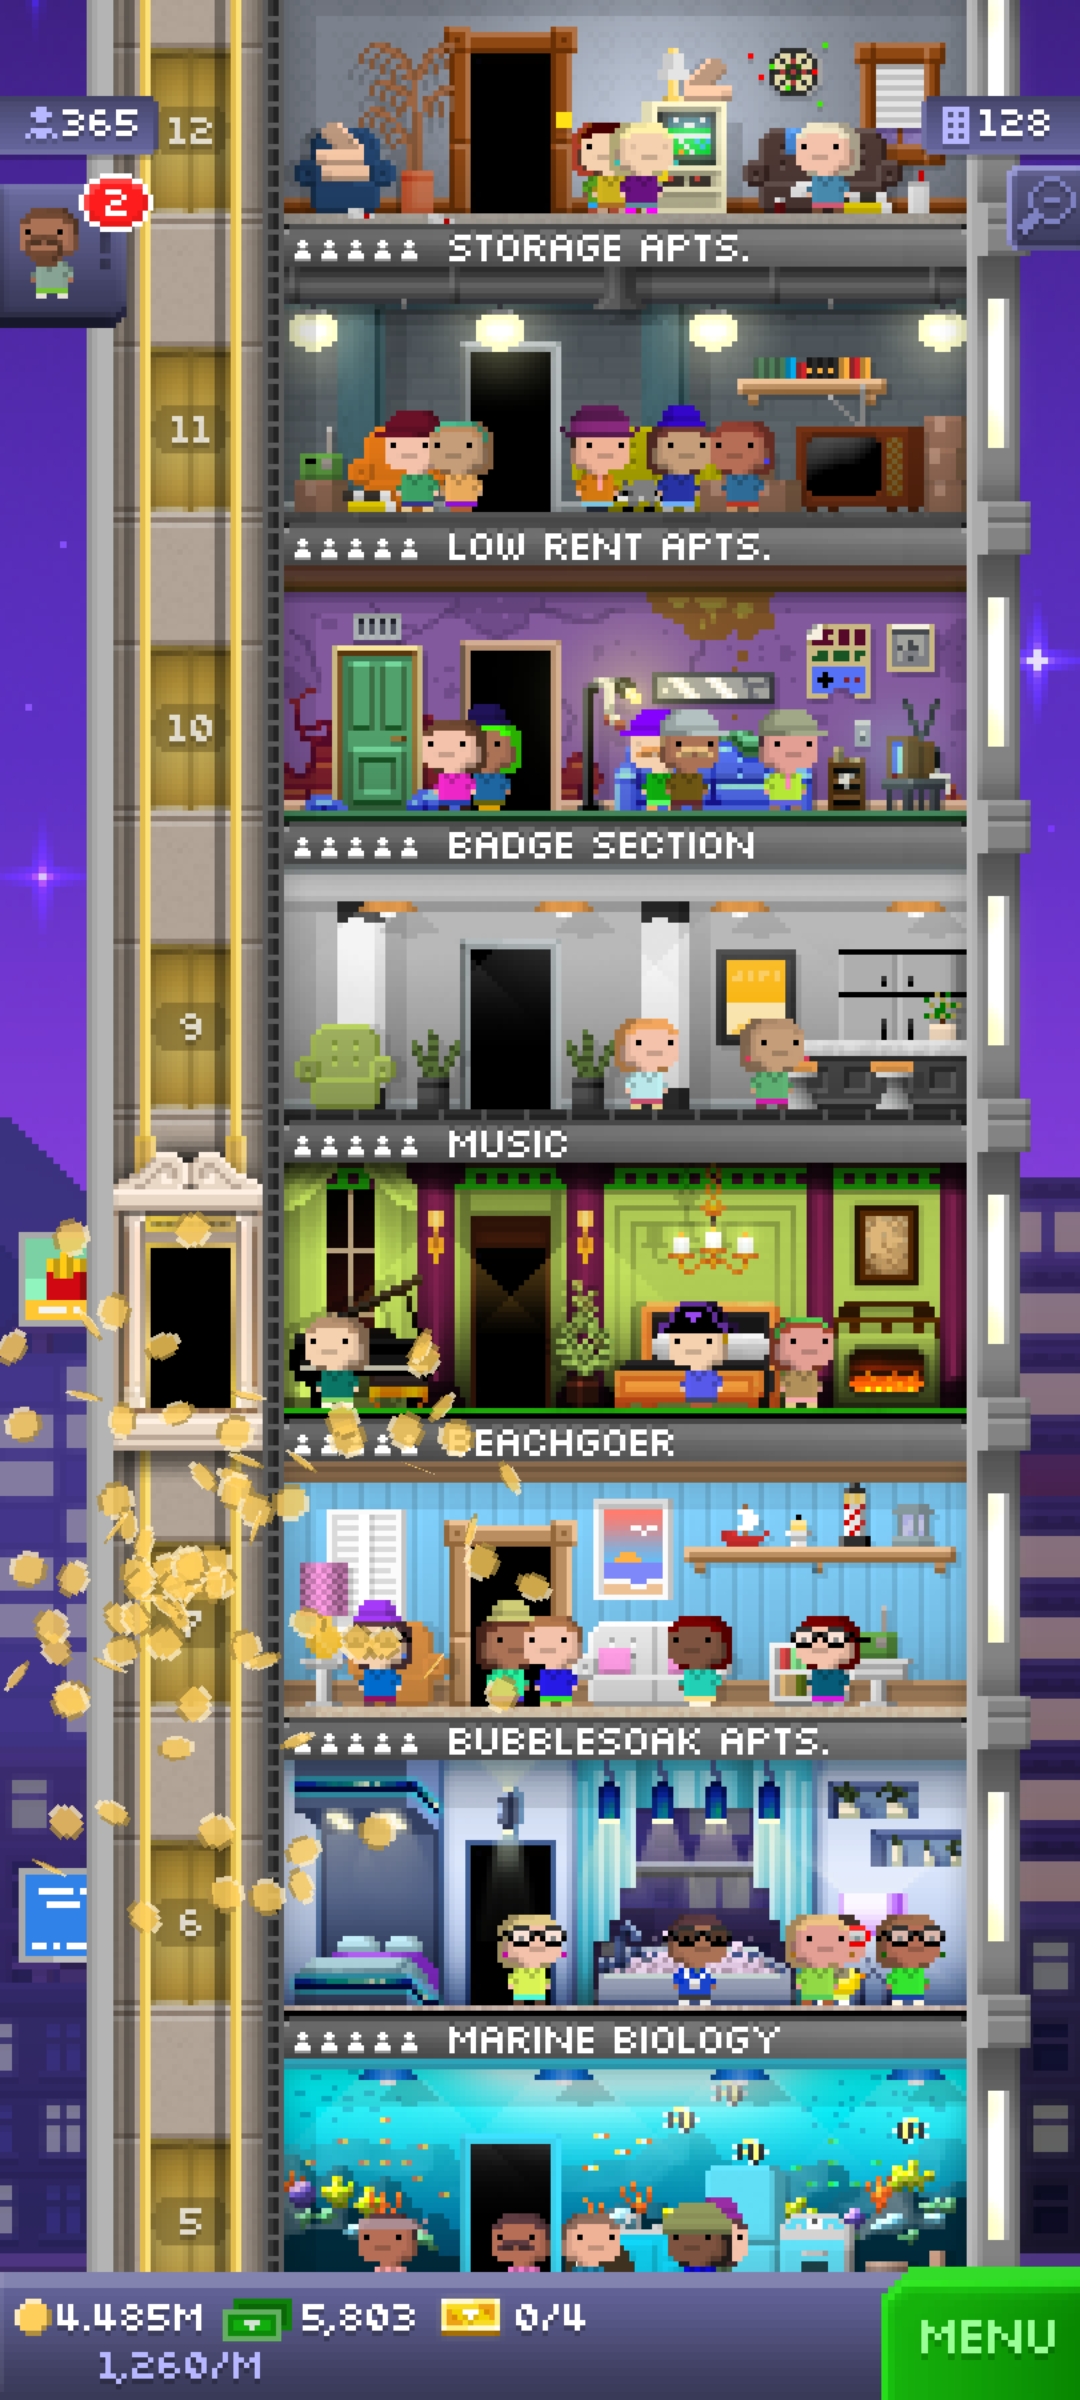 12
365
128
2
STORAGE APTS.
11
LOW RENT APTS.
10
BADGE SECTION
9
MUSIC
BEACHGOER
BUBBLESOAK APTS.
6
MARINE BIOLOGY
5
4.485M 5,803 0/4
1,260/M
MENU